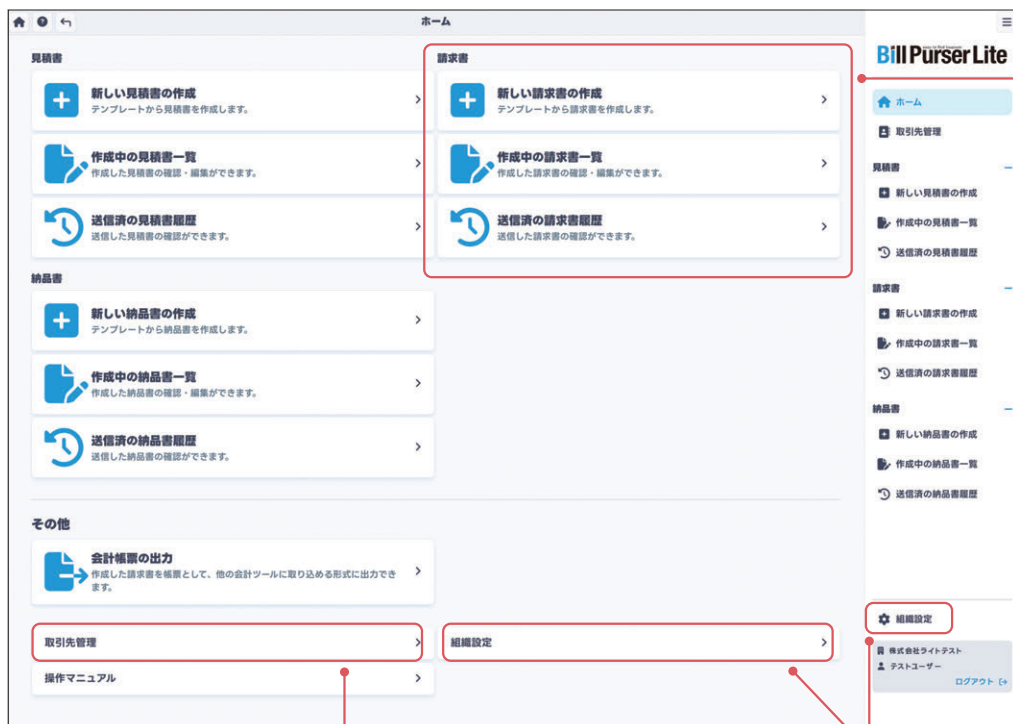 ホーム
見積書
新しい見積書の作成
テンプレートから見積書を作成します。
作成中の見積書一覧
作成した見積書の確認・編集ができます。
送信済の見積書履歴
送信した見積書の確認ができます。
請求書
新しい請求書の作成
テンプレートから請求書を作成します。
作成中の請求書一覧
作成した請求書の確認・編集ができます。
送信済の請求書履歴
送信した請求書の確認ができます。
納品書
新しい納品書の作成
テンプレートから納品書を作成します。
作成中の納品書一覧
作成した納品書の確認・編集ができます。
送信済の納品書履歴
送信した納品書の確認ができます。
その他
会計帳票の出力
作成した請求書を帳票として、他の会計ツールに取り込める形式に出力でき
ます。
取引先管理
組織設定
操作マニュアル
Bill Purser Lite
ホーム
取引先管理
見積書
新しい見積書の作成
作成中の見積書一覧
送信済の見積書履歴
請求書
新しい請求書の作成
作成中の請求書一覧
送信済の請求書履歴
納品書
新しい納品書の作成
作成中の納品書一覧
送信済の納品書履歴
組織設定
株式会社ライトテスト
テストユーザー
ログアウト